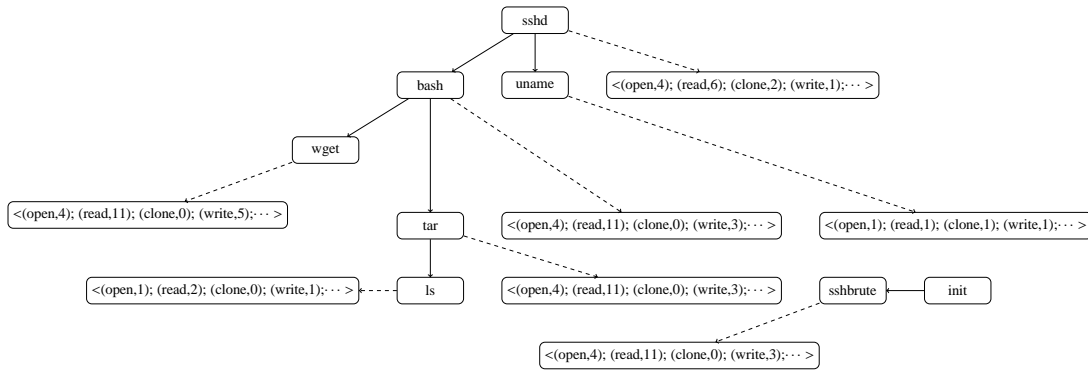 sshd
bash
uname
<(open,4); (read,6); (clone,2); (write,1);⋯ >
wget
<(open,4); (read,11); (clone,0); (write,5);⋯ >
tar
<(open,4); (read,11); (clone,0); (write,3);⋯ >
<(open,1); (read,1); (clone,1); (write,1);⋯ >
<(open,1); (read,2); (clone,0); (write,1);⋯ >
ls
<(open,4); (read,11); (clone,0); (write,3);⋯ >
sshbrute
init
<(open,4); (read,11); (clone,0); (write,3);⋯ >